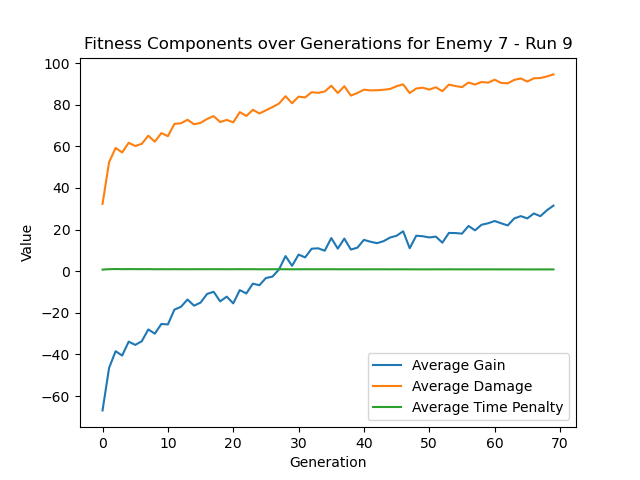 Fitness Components over Generations for Enemy 7 - Run 9
100
80
60
40
20
0
−20
−40
−60
Value
0 10 20 30 40 50 60 70
Generation
Average Gain
Average Damage
Average Time Penalty